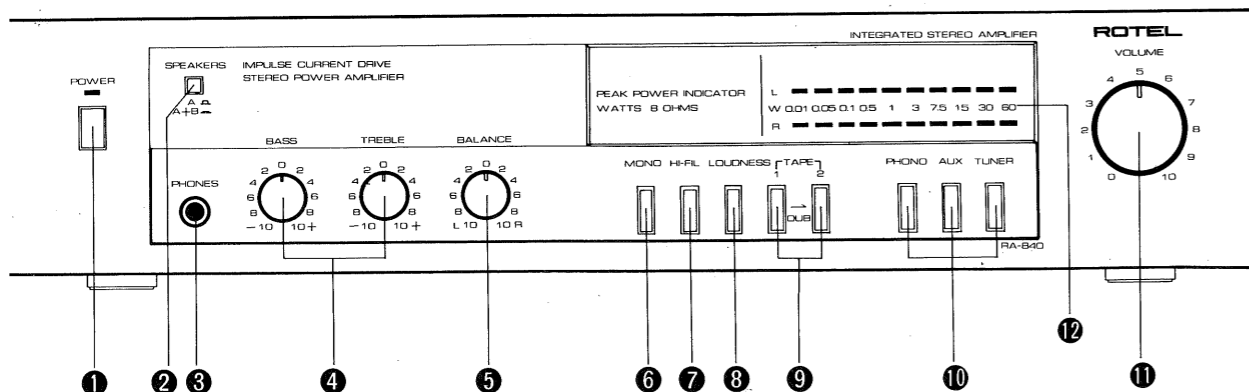 INTEGRATED STEREO AMPLIFIER
ROTEL
VOLUME
0 1 2 3 4 5 6 7 8 9 10
POWER
SPEAKERS
A
A+B
IMPULSE CURRENT DRIVE
STEREO POWER AMPLIFIER
PEAK POWER INDICATOR
WATTS 8 OHMS
L
W 0.01 0.05 0.1 0.5 1 3 7.5 15 30 60
R
PHONES
BASS
-10 8 6 4 2 0 2 4 6 8 10+
TREBLE
-10 8 6 4 2 0 2 4 6 8 10+
BALANCE
L 10 8 6 4 2 0 2 4 6 8 10 R
MONO HI-FIL LOUDNESS TAPE
1 → 2
DUB
PHONO AUX TUNER
RA-840
1 2 3 4 5 6 7 8 9 10 11 12